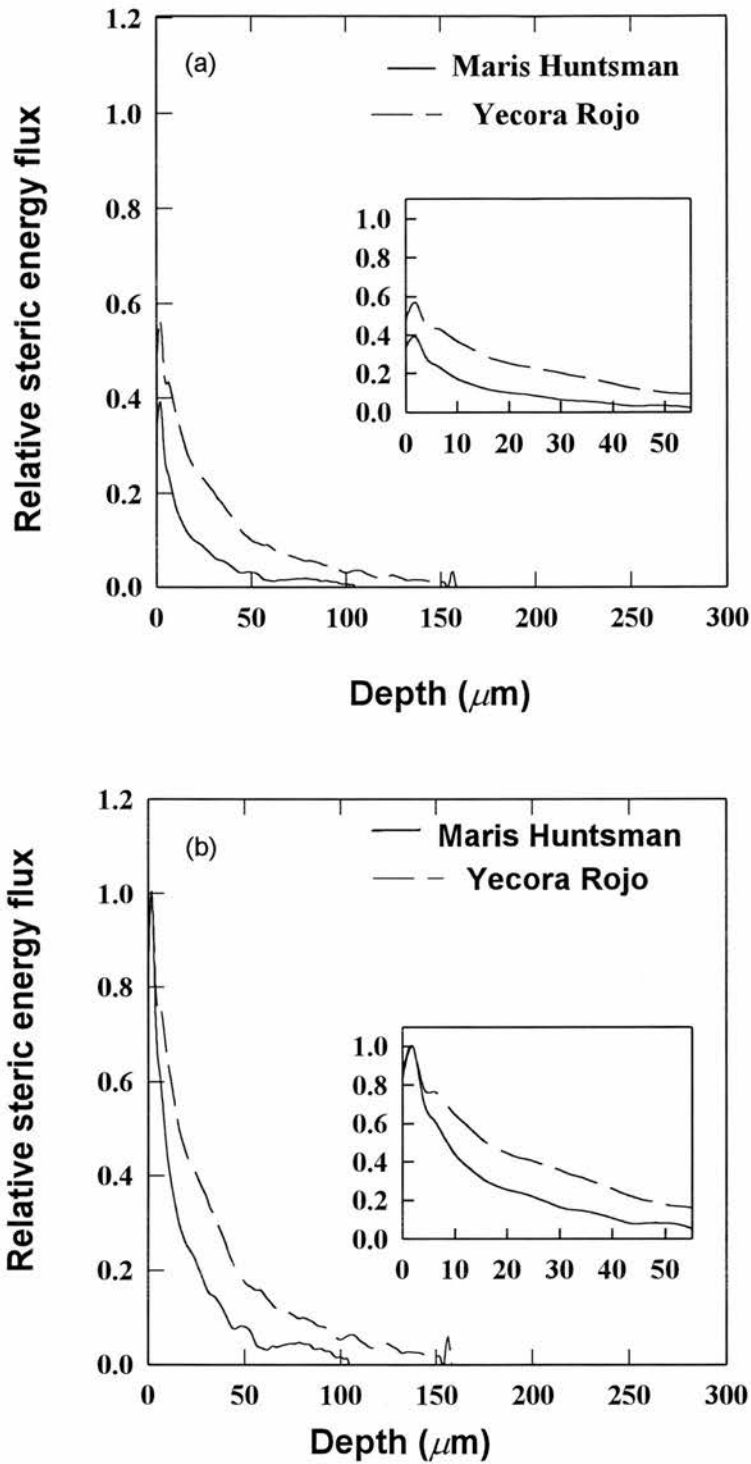 1.2
(a)
Maris Huntsman
Yecora Rojo
1.0
0.8
0.6
0.4
0.2
0.0
Relative steric energy flux
1.0
0.8
0.6
0.4
0.2
0.0
0 10 20 30 40 50
0 50 100 150 200 250 300
Depth (μm)
1.2
(b)
Maris Huntsman
Yecora Rojo
1.0
0.8
0.6
0.4
0.2
0.0
Relative steric energy flux
1.0
0.8
0.6
0.4
0.2
0.0
0 10 20 30 40 50
0 50 100 150 200 250 300
Depth (μm)